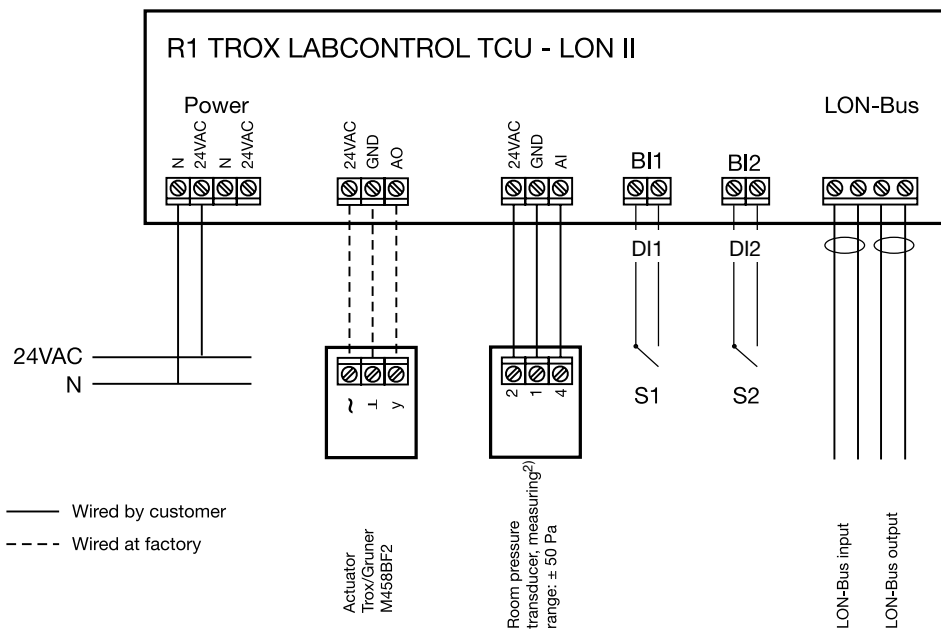 R1 TROX LABCONTROL TCU - LON II
Power
LON-Bus
N
24VAC
N
24VAC
24VAC
GND
AO
24VAC
GND
AI
BI1
BI2
DI1
DI2
24VAC
N
~
⊥
y
2
1
4
S1
S2
Wired by customer
Wired at factory
Actuator
Trox/Gruner
M458BF2
Room pressure
transducer, measuring2)
range: ± 50 Pa
LON-Bus input
LON-Bus output